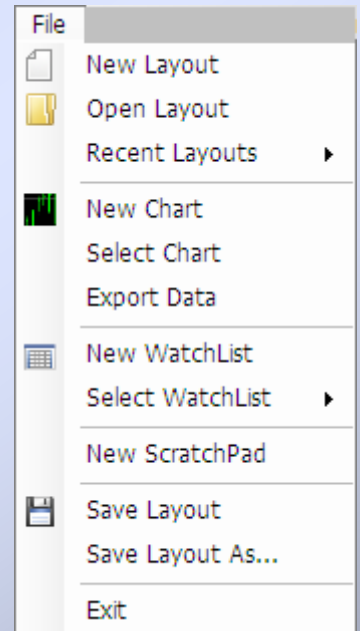 File
New Layout
Open Layout
Recent Layouts
New Chart
Select Chart
Export Data
New WatchList
Select WatchList
New ScratchPad
Save Layout
Save Layout As...
Exit